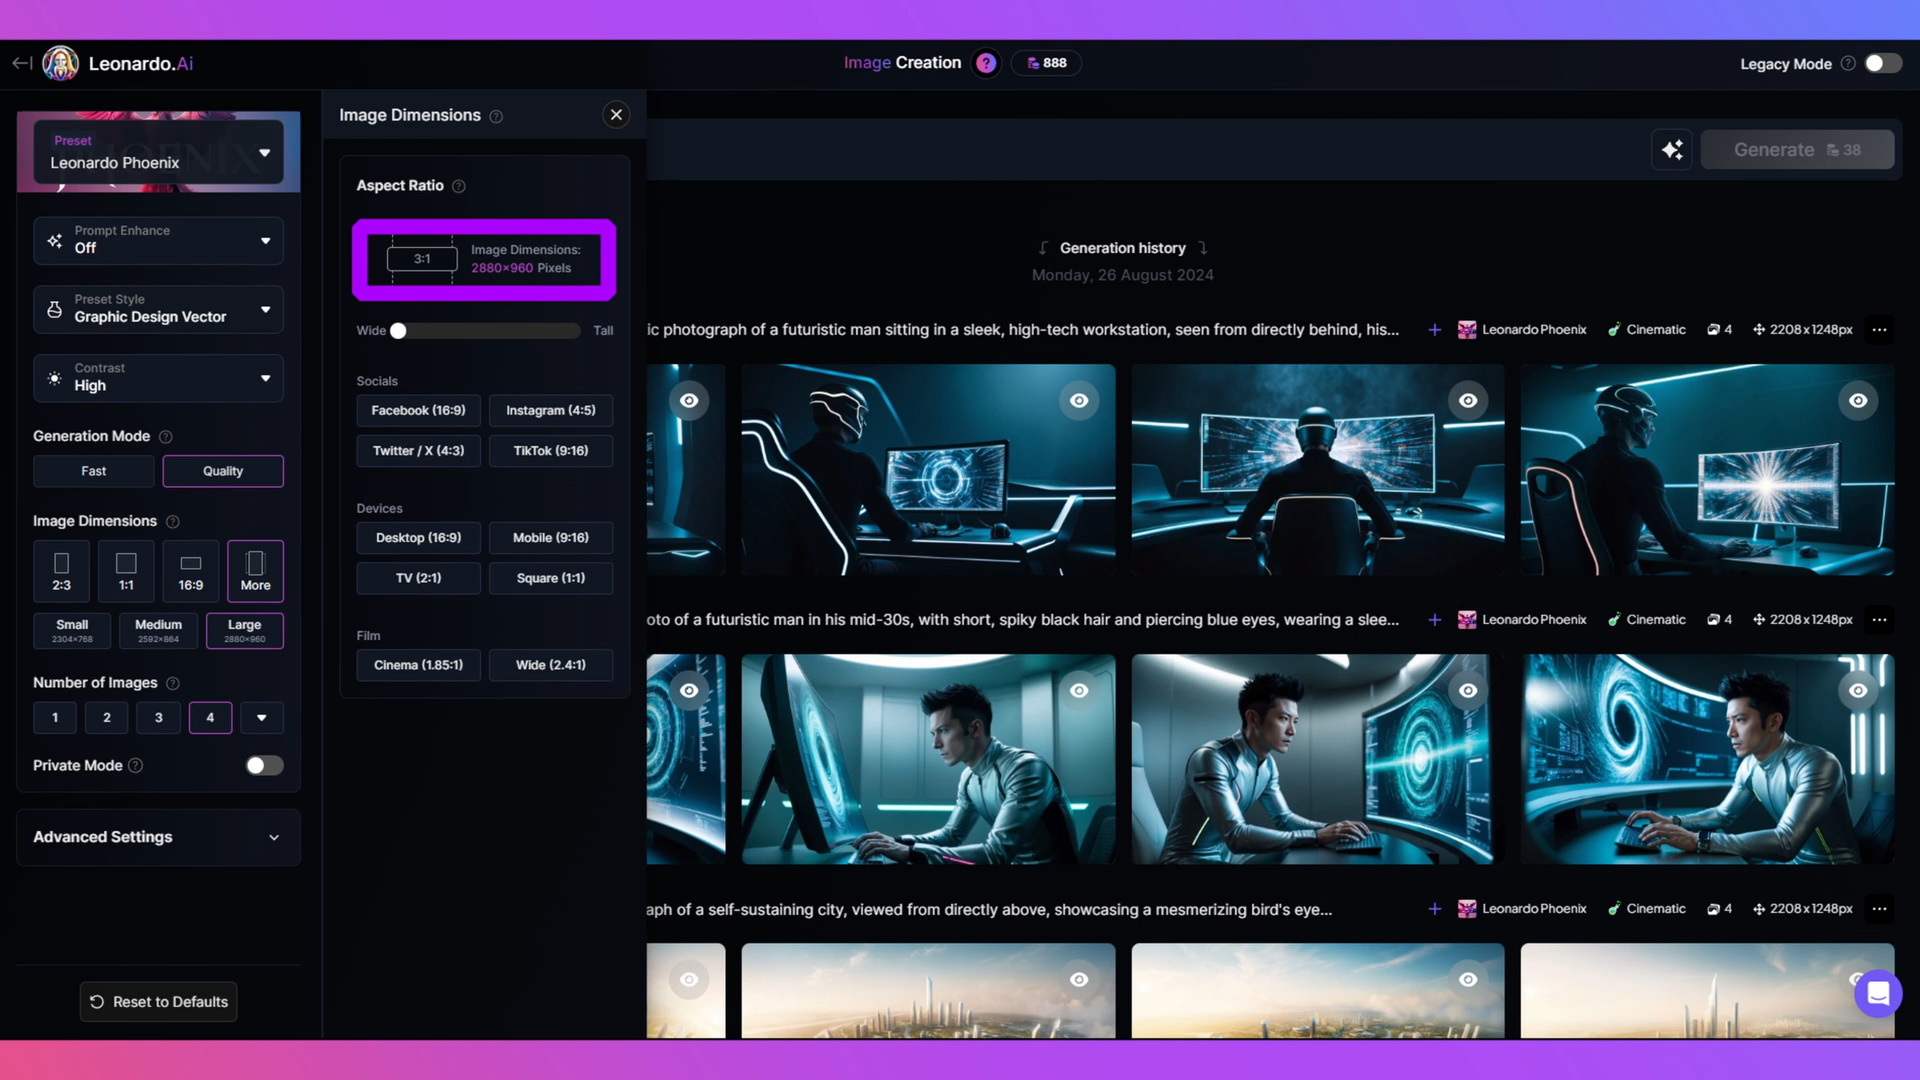 Leonardo.Ai
Image Creation
?
888
Legacy Mode
Preset
Leonardo Phoenix
Prompt Enhance
Off
Preset Style
Graphic Design Vector
Contrast
High
Generation Mode
Fast
Quality
Image Dimensions
2:3
1:1
16:9
More
Small
2304×768
Medium
2592×864
Large
2880×960
Number of Images
1
2
3
4
Private Mode
Advanced Settings
Reset to Defaults
Image Dimensions
Aspect Ratio
3:1
Image Dimensions:
2880×960 Pixels
Wide
Tall
Socials
Facebook (16:9)
Instagram (4:5)
Twitter / X (4:3)
TikTok (9:16)
Devices
Desktop (16:9)
Mobile (9:16)
TV (2:1)
Square (1:1)
Film
Cinema (1.85:1)
Wide (2.4:1)
Generate 38
Generation history
Monday, 26 August 2024
ic photograph of a futuristic man sitting in a sleek, high-tech workstation, seen from directly behind, his...
Leonardo Phoenix
Cinematic
4
2208x1248px
oto of a futuristic man in his mid-30s, with short, spiky black hair and piercing blue eyes, wearing a slee...
Leonardo Phoenix
Cinematic
4
2208x1248px
aph of a self-sustaining city, viewed from directly above, showcasing a mesmerizing bird's eye...
Leonardo Phoenix
Cinematic
4
2208x1248px